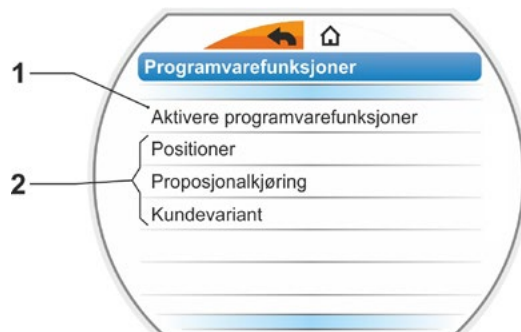 Programvarefunksjoner
1
Aktivere programvarefunksjoner
Positioner
2
Proposjonalkjøring
Kundevariant